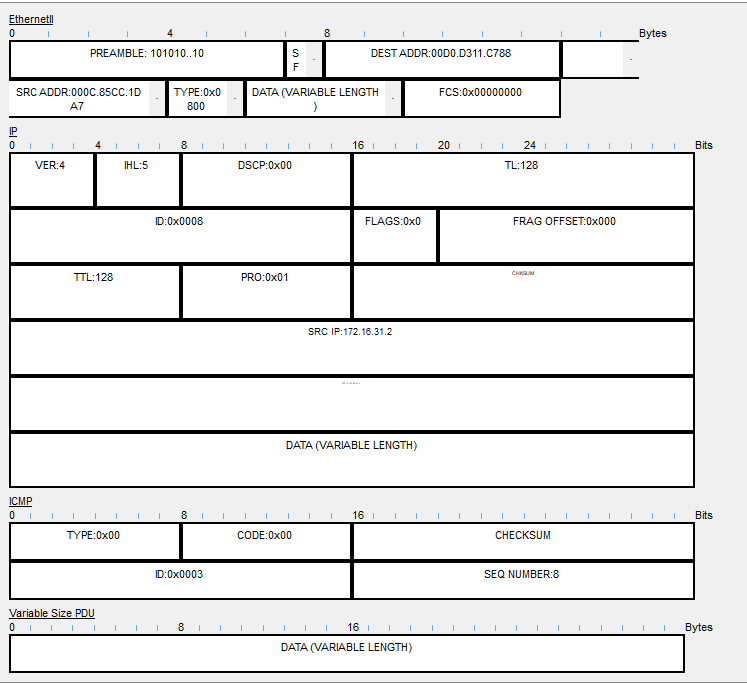 EthernetII
0 4 8 Bytes
PREAMBLE: 101010..10 S DEST ADDR:00D0.D311.C788
F
SRC ADDR:000C.85CC.1D TYPE:0x0 DATA (VARIABLE LENGTH FCS:0x00000000
A7 800 )
IP
0 4 8 16 20 24 Bits
VER:4 IHL:5 DSCP:0x00 TL:128
ID:0x0008 FLAGS:0x0 FRAG OFFSET:0x000
TTL:128 PRO:0x01 CHKSUM
SRC IP:172.16.31.2
DATA (VARIABLE LENGTH)
ICMP
0 8 16 Bits
TYPE:0x00 CODE:0x00 CHECKSUM
ID:0x0003 SEQ NUMBER:8
Variable Size PDU
0 8 16 Bytes
DATA (VARIABLE LENGTH)